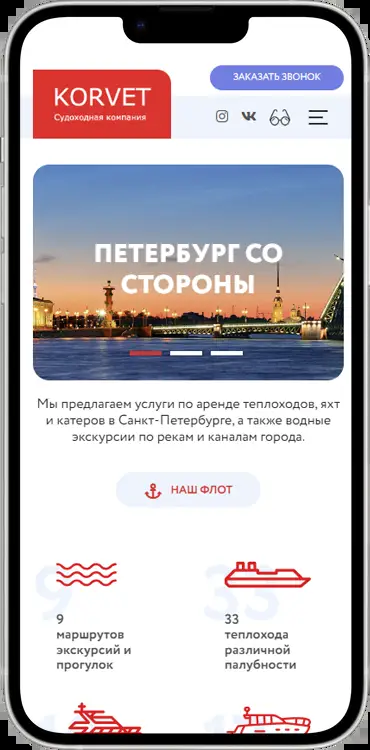 ЗАКАЗАТЬ ЗВОНОК
KORVET
Судоходная компания
ПЕТЕРБУРГ СО
СТОРОНЫ
Мы предлагаем услуги по аренде теплоходов, яхт
и катеров в Санкт-Петербурге, а также водные
экскурсии по рекам и каналам города.
НАШ ФЛОТ
9
33
9
маршрутов
экскурсий и
прогулок
33
теплохода
различной
палубности